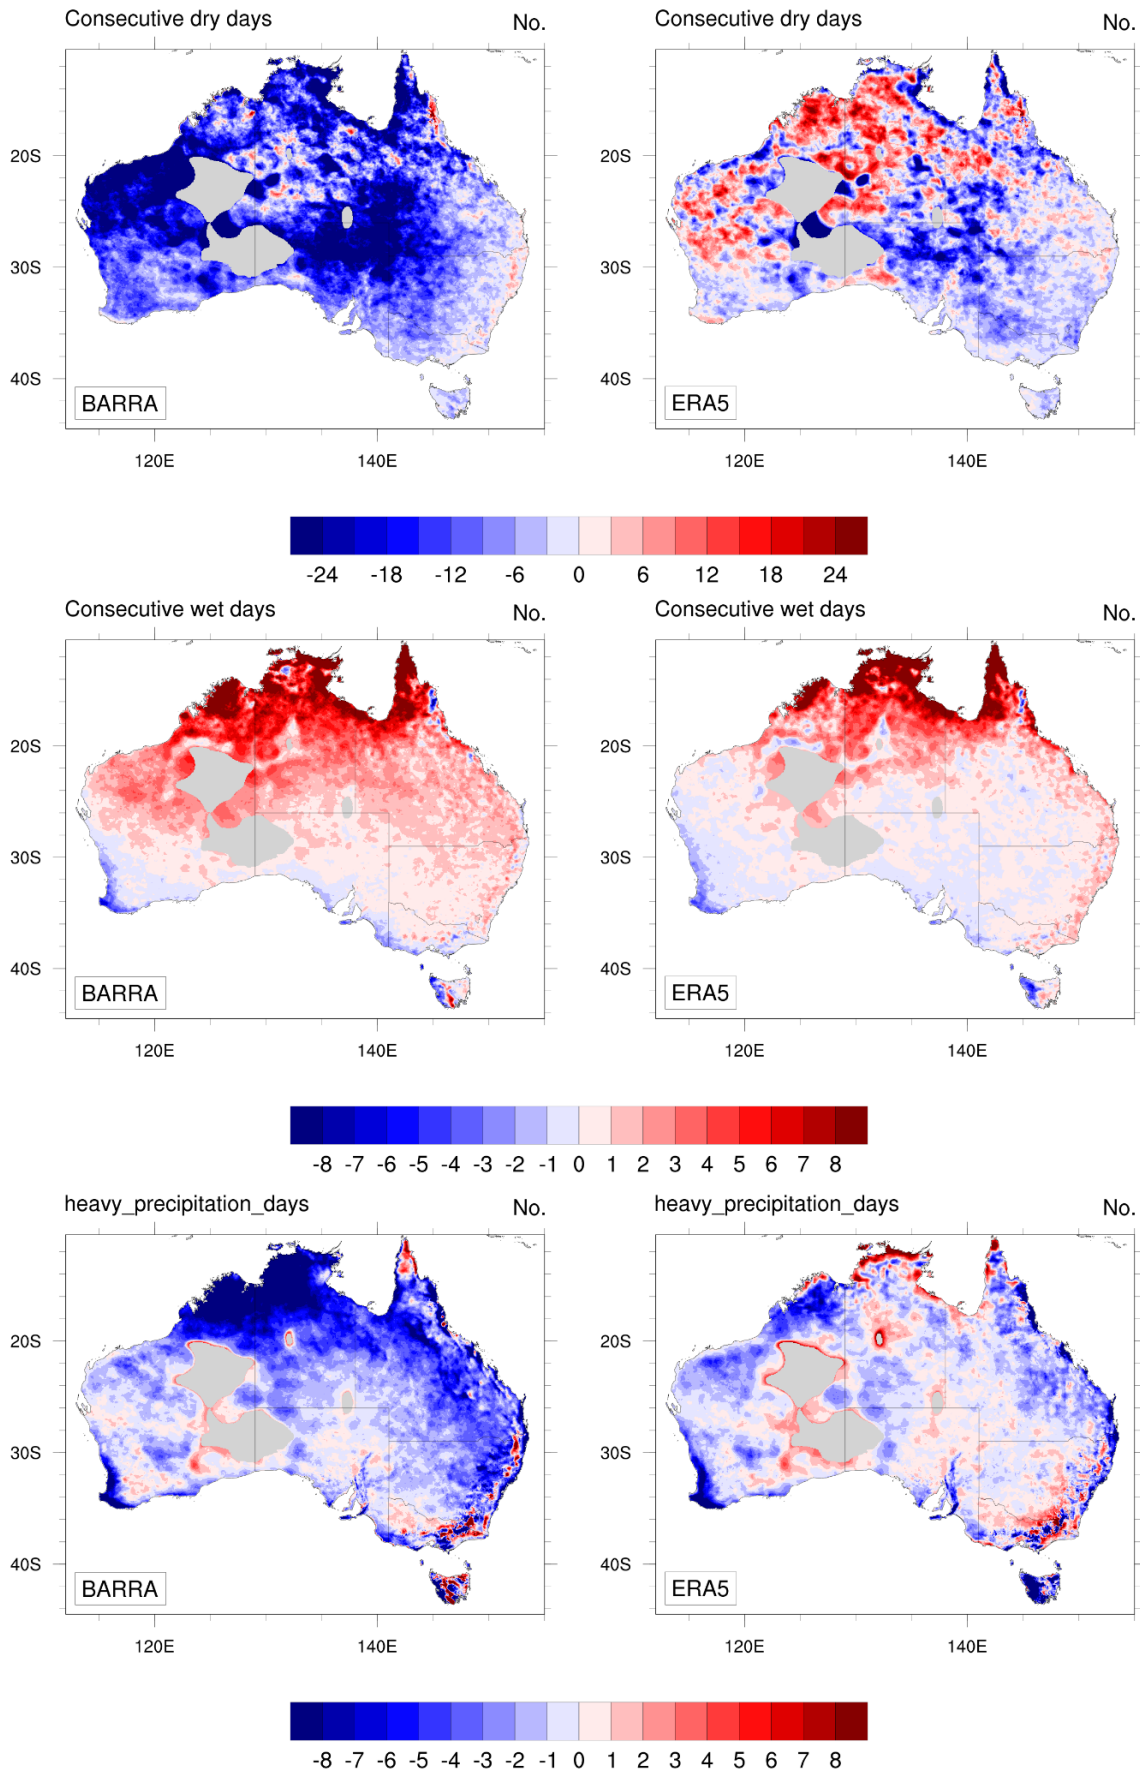 Consecutive dry days No. Consecutive dry days No.
20S 20S
30S 30S
40S 40S
BARRA ERA5
120E 140E 120E 140E
-24 -18 -12 -6 0 6 12 18 24
Consecutive wet days No. Consecutive wet days No.
20S 20S
30S 30S
40S 40S
BARRA ERA5
120E 140E 120E 140E
-8 -7 -6 -5 -4 -3 -2 -1 0 1 2 3 4 5 6 7 8
heavy_precipitation_days No. heavy_precipitation_days No.
20S 20S
30S 30S
40S 40S
BARRA ERA5
120E 140E 120E 140E
-8 -7 -6 -5 -4 -3 -2 -1 0 1 2 3 4 5 6 7 8